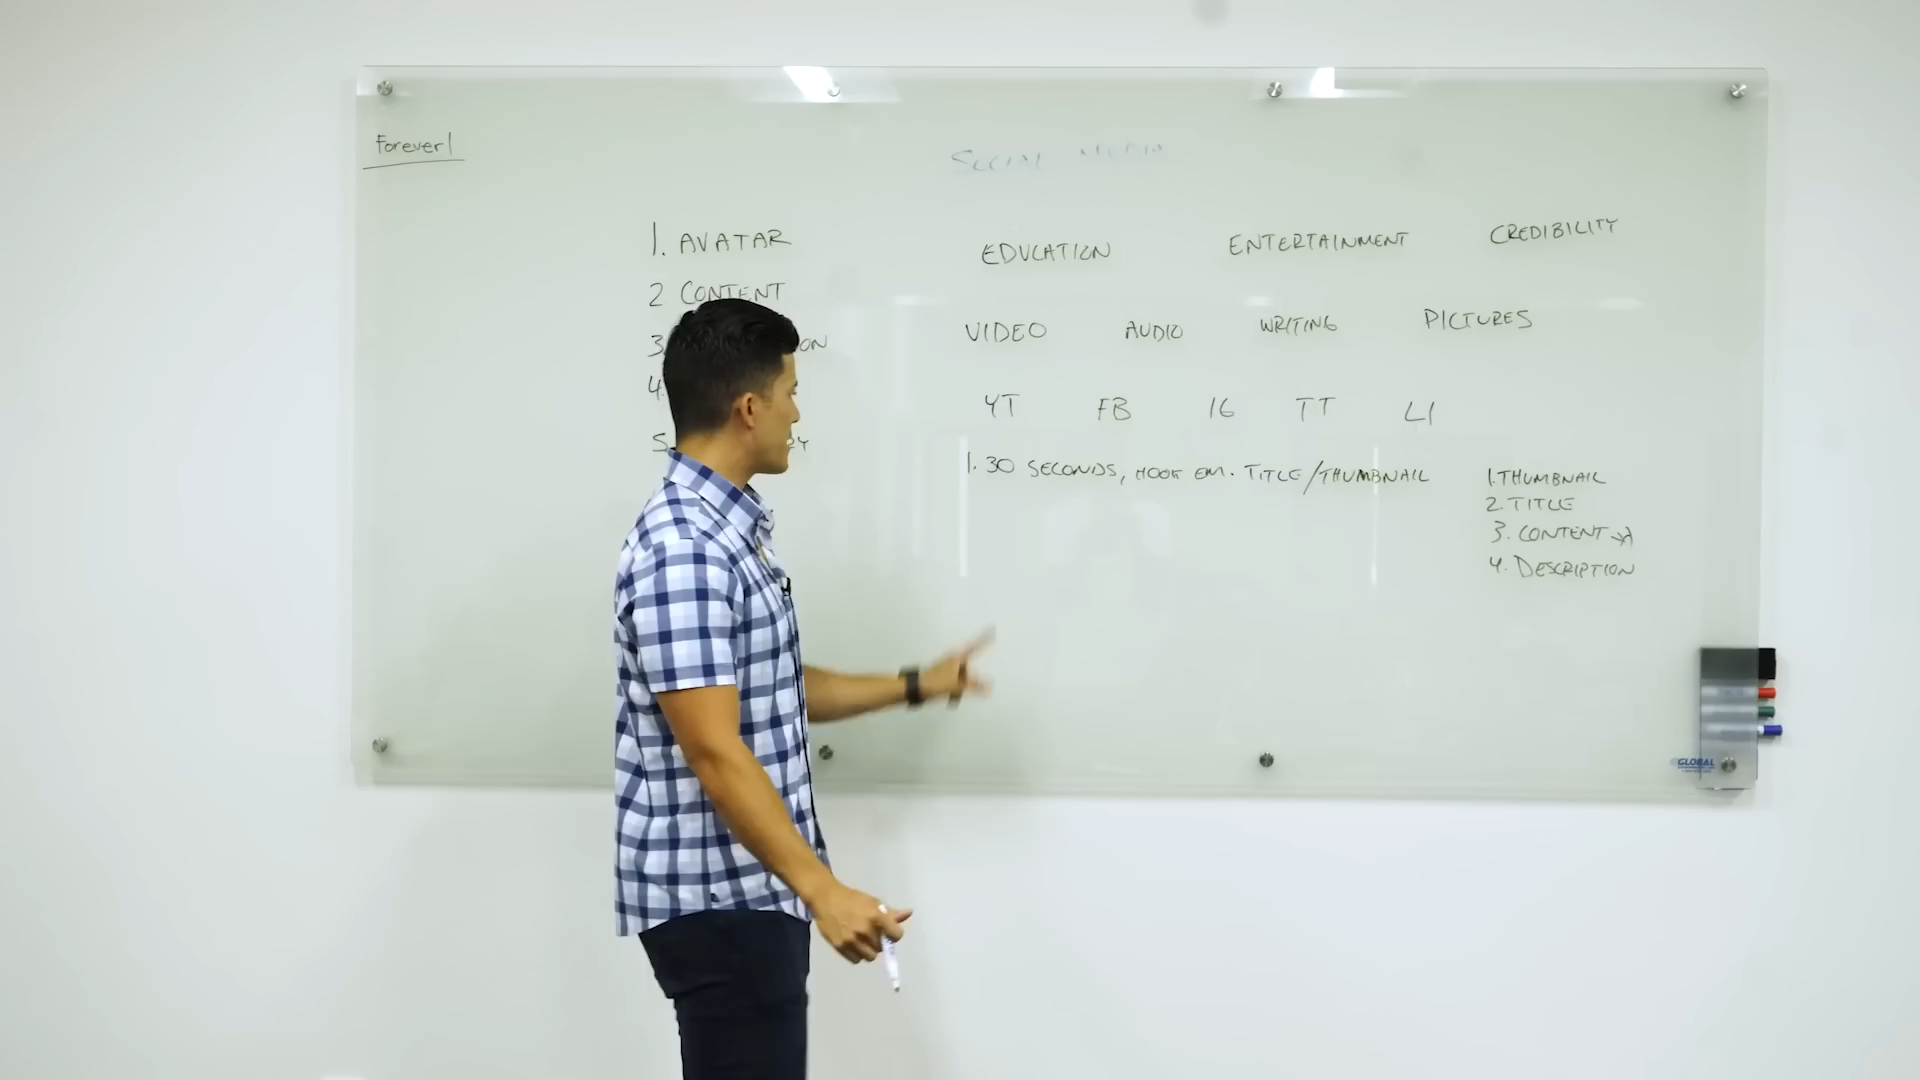 Forever
SOCIAL MEDIA
1. AVATAR
2 CONTENT
3
ON
4.
5
RY
EDUCATION ENTERTAINMENT CREDIBILITY
VIDEO AUDIO WRITING PICTURES
YT FB IG TT LI
1. 30 SECONDS, HOOK EM. TITLE/THUMBNAIL
1. THUMBNAIL
2. TITLE
3. CONTENT
4. DESCRIPTION
GLOBAL